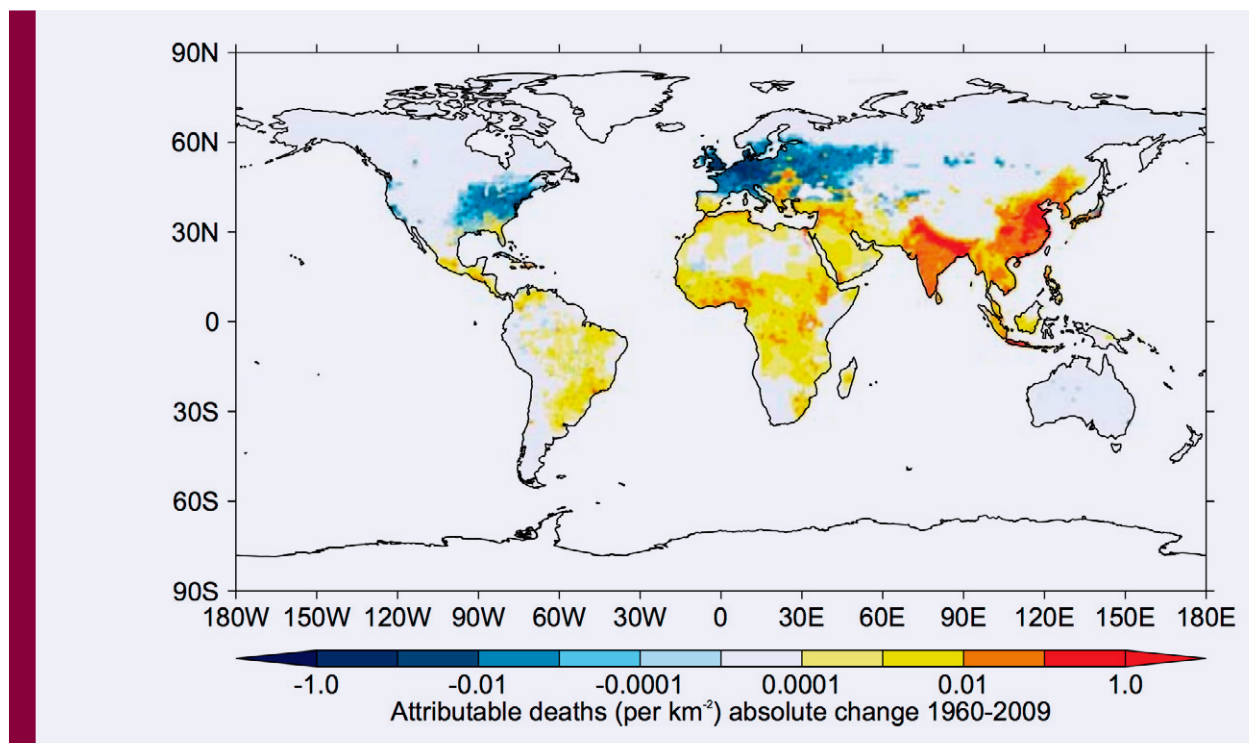 90N
60N
30N
0
30S
60S
90S
180W 150W 120W 90W 60W 30W 0 30E 60E 90E 120E 150E 180E
-1.0 -0.01 -0.0001 0.0001 0.01 1.0
Attributable deaths (per km⁻²) absolute change 1960-2009